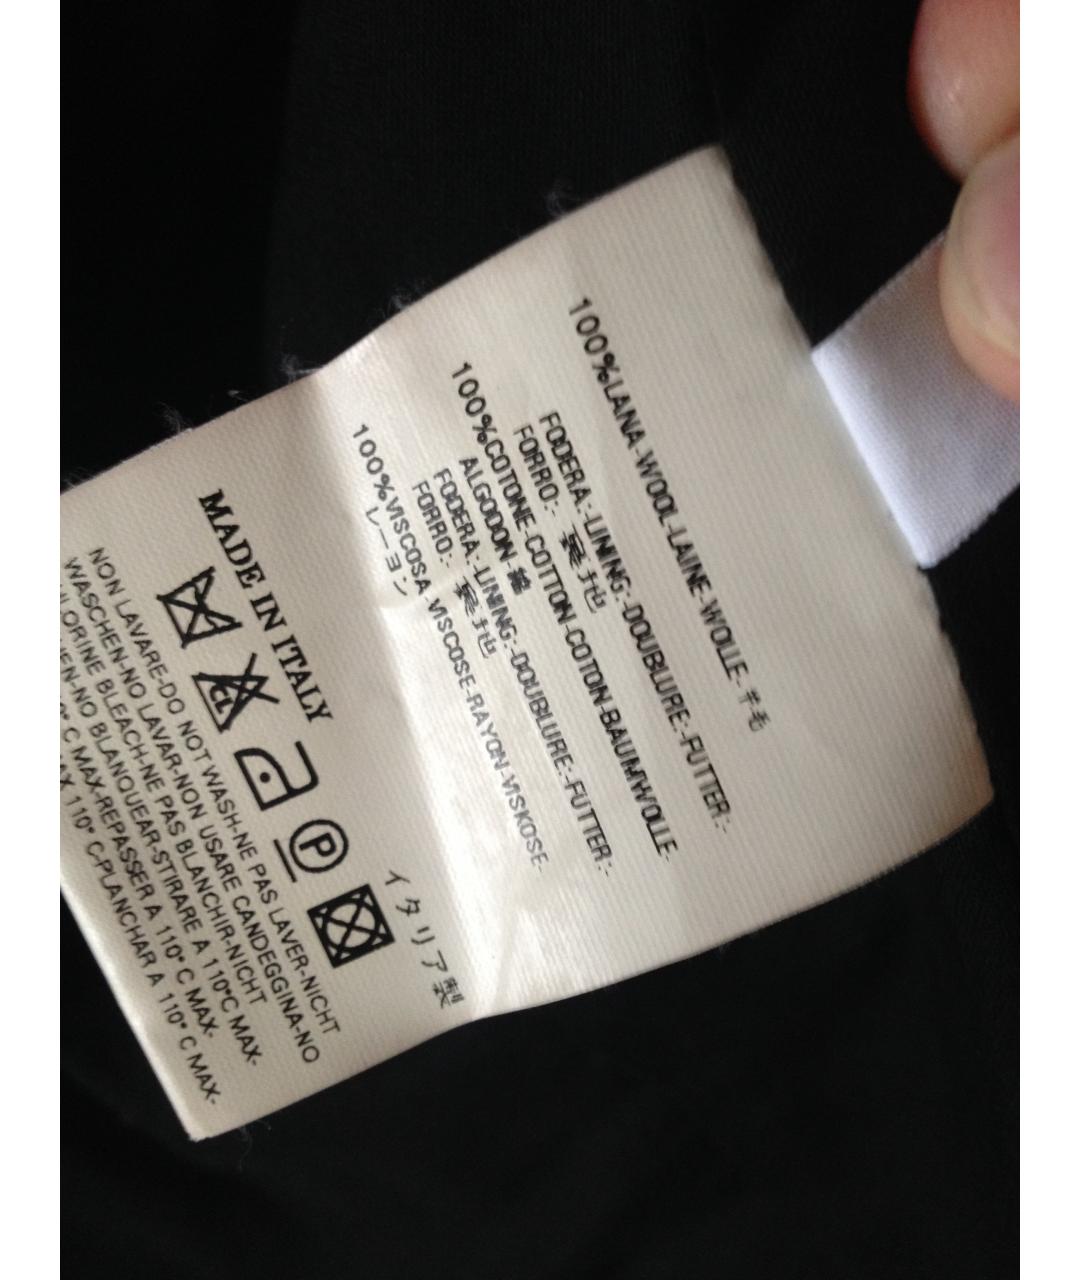 100%LANA-WOOL-LAINE-WOLLE- 羊毛
FODERA:-LINING:-DOUBLURE:-FUTTER:-
FORRO:- 裏地
100%COTONE-COTTON-COTON-BAUMWOLLE-
ALGODON-綿
FODERA:-LINING:-DOUBLURE:-FUTTER:-
FORRO:- 裏地
100%VISCOSA-VISCOSE-RAYON-VISKOSE-
レーヨン
イタリア製
MADE IN ITALY
CL
P
NON LAVARE-DO NOT WASH-NE PAS LAVER-NICHT
WASCHEN-NO LAVAR-NON USARE CANDEGGINA-NO
CHLORINE BLEACH-NE PAS BLANCHIR-NICHT
NO BLANQUEAR-STIRARE A 110°C MAX-
C MAX-REPASSER A 110° C MAX-
110° C-PLANCHAR A 110° C MAX-